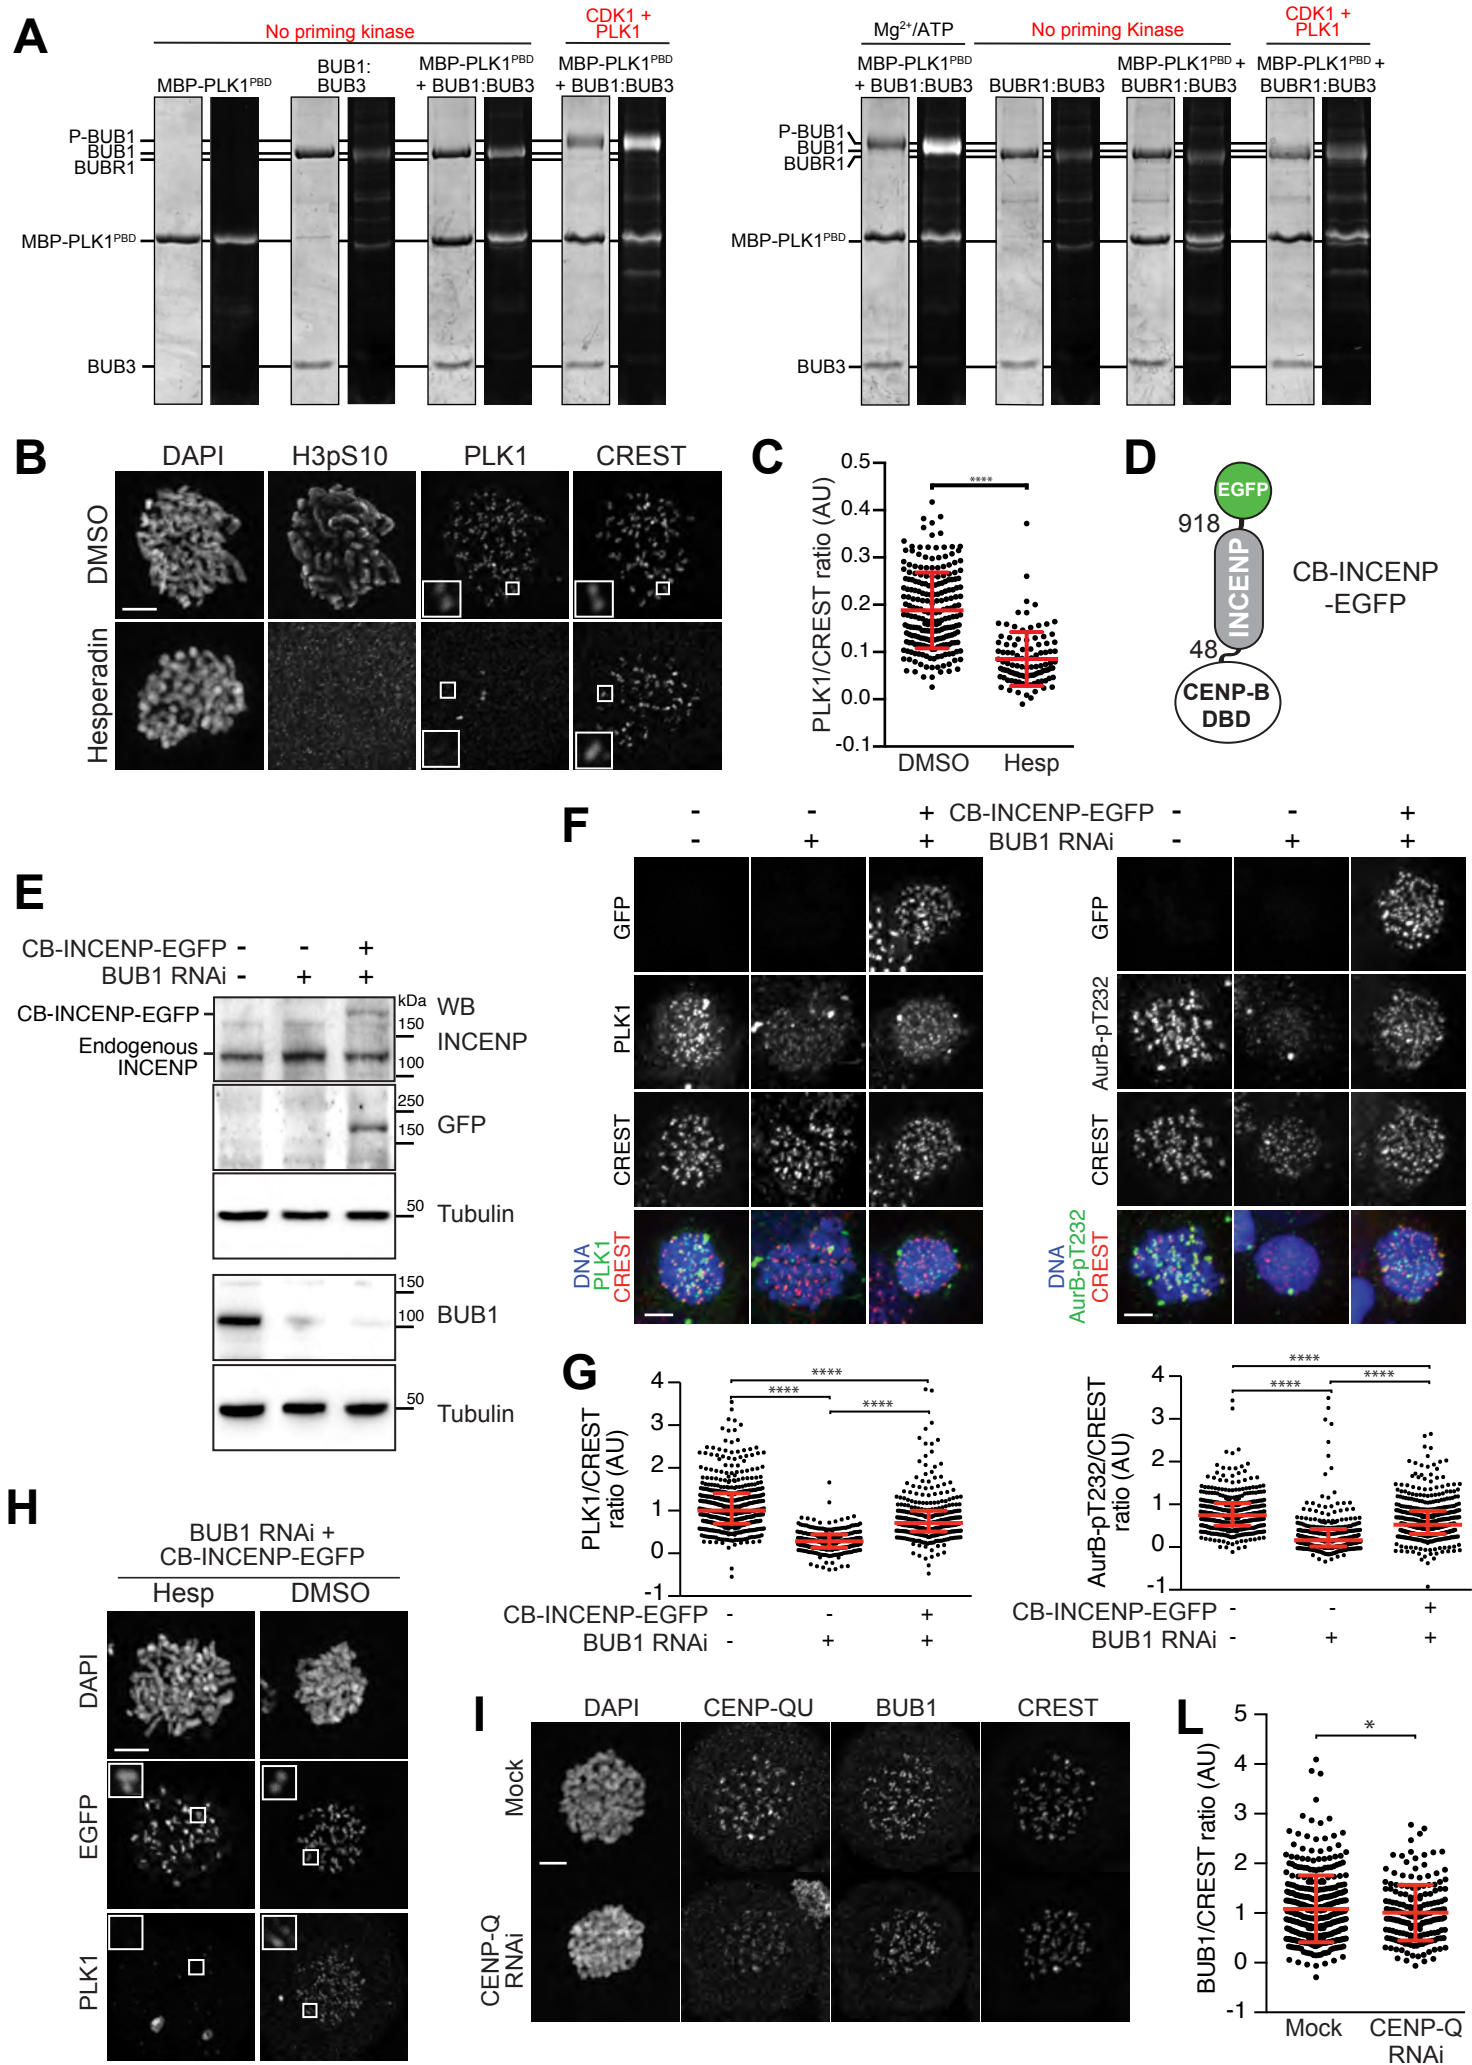 A
No priming kinase
CDK1 +
PLK1
MBP-PLK1PBD
BUB1:
BUB3
MBP-PLK1PBD
+ BUB1:BUB3
MBP-PLK1PBD
+ BUB1:BUB3
P-BUB1
BUB1
BUBR1
MBP-PLK1PBD
BUB3
Mg2+/ATP
No priming Kinase
CDK1 +
PLK1
MBP-PLK1PBD
+ BUB1:BUB3
BUBR1:BUB3
MBP-PLK1PBD +
BUBR1:BUB3
MBP-PLK1PBD +
BUBR1:BUB3
P-BUB1
BUB1
BUBR1
MBP-PLK1PBD
BUB3
B
DAPI H3pS10 PLK1 CREST
DMSO
Hesperadin
C
PLK1/CREST ratio (AU)
0.5
0.4
0.3
0.2
0.1
0.0
-0.1
****
DMSO Hesp
D
EGFP
918
INCENP
48
CENP-B
DBD
CB-INCENP
-EGFP
E
CB-INCENP-EGFP - - +
BUB1 RNAi - + +
CB-INCENP-EGFP
Endogenous
INCENP
kDa
150
100
WB
INCENP
250
150
GFP
50
Tubulin
150
100
BUB1
50
Tubulin
F
- - + CB-INCENP-EGFP - - +
- + + BUB1 RNAi - + +
GFP
PLK1
CREST
DNA
PLK1
CREST
GFP
AurB-pT232
CREST
DNA
AurB-pT232
CREST
G
PLK1/CREST
ratio (AU)
4
3
2
1
0
-1
****
****
****
CB-INCENP-EGFP - - +
BUB1 RNAi - + +
AurB-pT232/CREST
ratio (AU)
4
3
2
1
0
-1
****
****
****
CB-INCENP-EGFP - - +
BUB1 RNAi - + +
H
BUB1 RNAi +
CB-INCENP-EGFP
Hesp DMSO
DAPI
EGFP
PLK1
I
DAPI CENP-QU BUB1 CREST
Mock
CENP-Q
RNAi
L
BUB1/CREST ratio (AU)
5
4
3
2
1
0
-1
*
Mock CENP-Q
RNAi